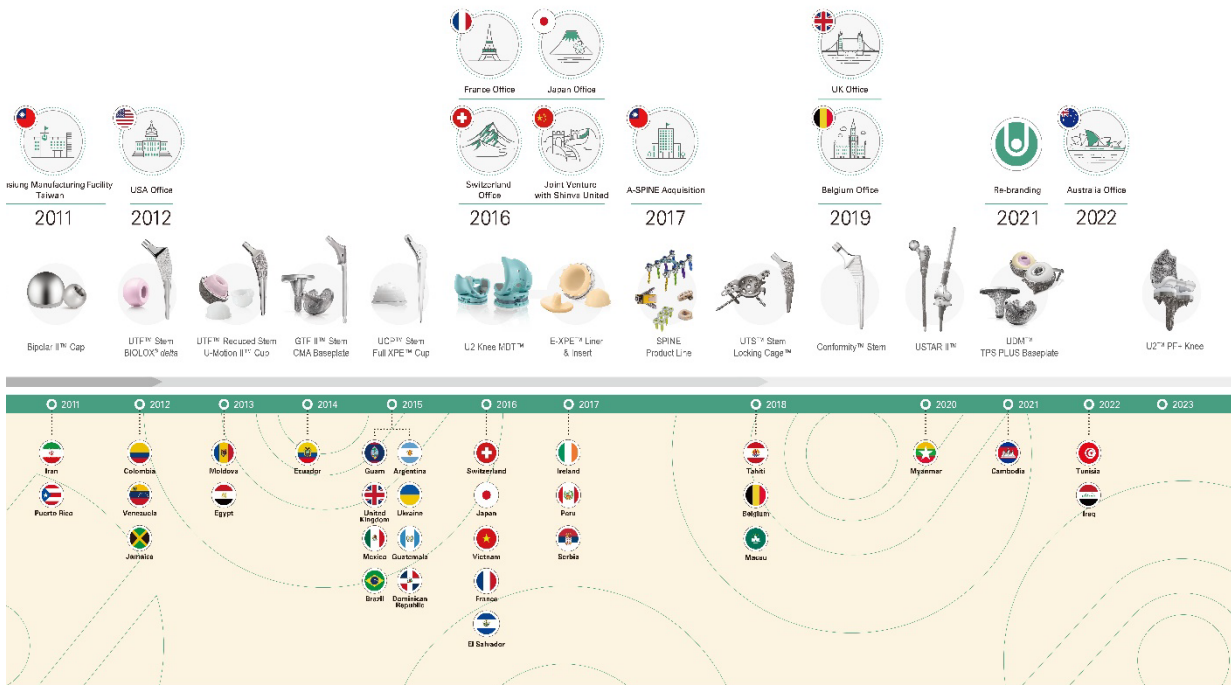 France Office
Japan Office
UK Office
siung Manufacturing Facility
Taiwan
USA Office
Switzerland
Office
Joint Venture
with Shinva United
A-SPINE Acquisition
Belgium Office
Re-branding
Australia Office
2011
2012
2016
2017
2019
2021
2022
Bipolar II™ Cap
UTF™ Stem
BIOLOX® delta
UTF™ Reduced Stem
U-Motion II™ Cup
GTF II™ Stem
CMA Baseplate
UCP™ Stem
Full XPE™ Cup
U2 Knee MDT™
E-XPE™ Liner
& Insert
SPINE
Product Line
UTS™ Stem
Locking Cage™
Conformity™ Stem
USTAR II™
UDM™
TPS PLUS Baseplate
U2™ PF+ Knee
2011
2012
2013
2014
2015
2016
2017
2018
2020
2021
2022
2023
Iran
Puerto Rico
Colombia
Venezuela
Jamaica
Moldova
Egypt
Ecuador
Guam
United
Kingdom
Mexico
Brazil
Argentina
Ukraine
Guatemala
Dominican
Republic
Switzerland
Japan
Vietnam
France
El Salvador
Ireland
Peru
Serbia
Tahiti
Belgium
Macau
Myanmar
Cambodia
Tunisia
Iraq